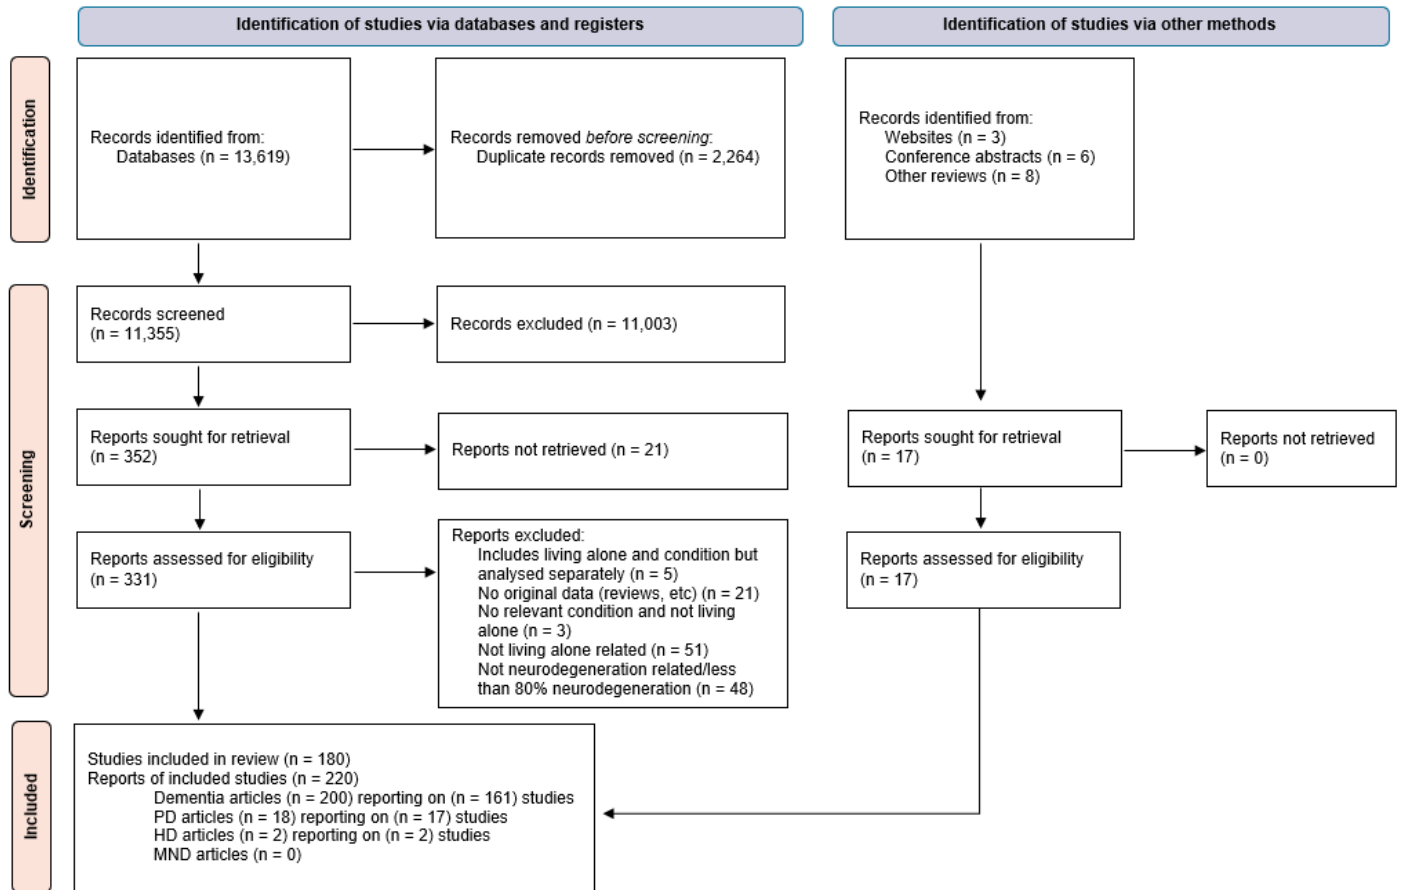 Identification of studies via databases and registers
Identification of studies via other methods
Identification
Records identified from:
Databases (n = 13,619)
Records removed before screening:
Duplicate records removed (n = 2,264)
Records identified from:
Websites (n = 3)
Conference abstracts (n = 6)
Other reviews (n = 8)
Screening
Records screened
(n = 11,355)
Records excluded (n = 11,003)
Reports sought for retrieval
(n = 352)
Reports not retrieved (n = 21)
Reports sought for retrieval
(n = 17)
Reports not retrieved
(n = 0)
Reports assessed for eligibility
(n = 331)
Reports excluded:
Includes living alone and condition but
analysed separately (n = 5)
No original data (reviews, etc) (n = 21)
No relevant condition and not living
alone (n = 3)
Not living alone related (n = 51)
Not neurodegeneration related/less
than 80% neurodegeneration (n = 48)
Reports assessed for eligibility
(n = 17)
Included
Studies included in review (n = 180)
Reports of included studies (n = 220)
Dementia articles (n = 200) reporting on (n = 161) studies
PD articles (n = 18) reporting on (n = 17) studies
HD articles (n = 2) reporting on (n = 2) studies
MND articles (n = 0)